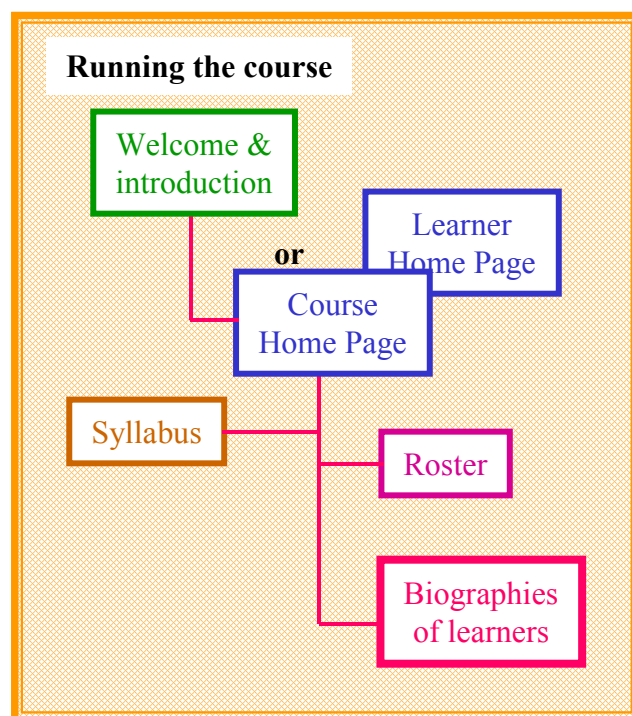 Running the course
Welcome &
introduction
Learner
Home Page
or
Course
Home Page
Syllabus
Roster
Biographies
of learners